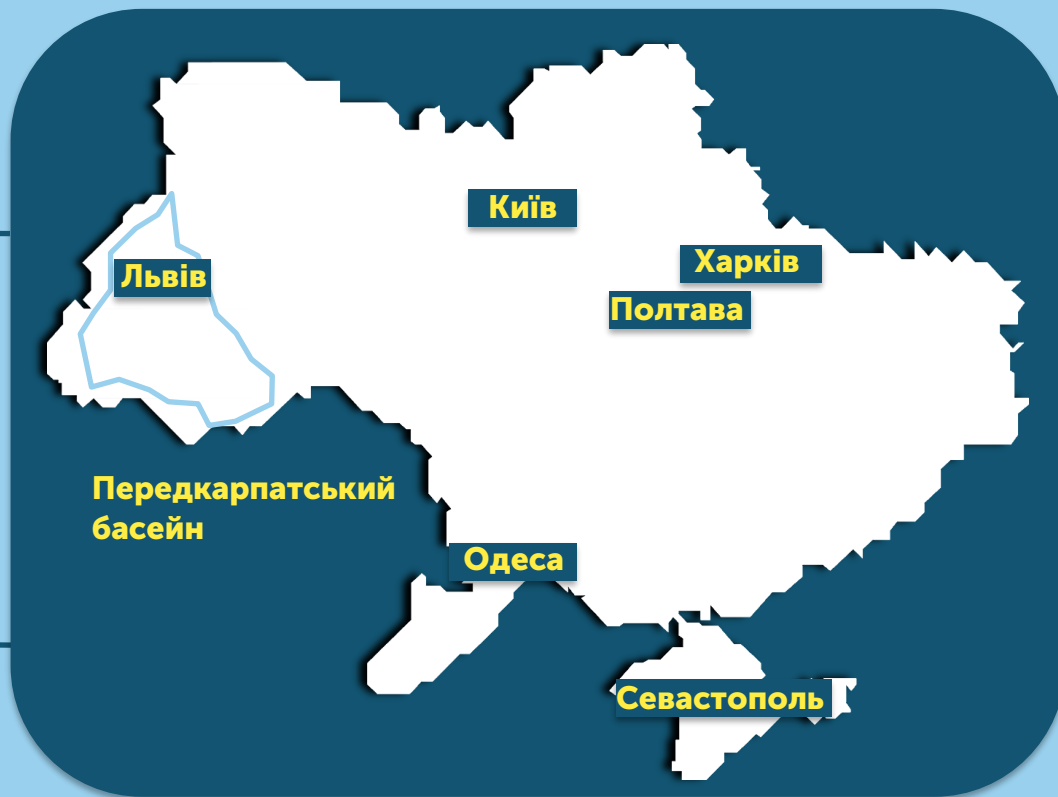 Київ
Харків
Львів
Полтава
Передкарпатський
басейн
Одеса
Севастополь